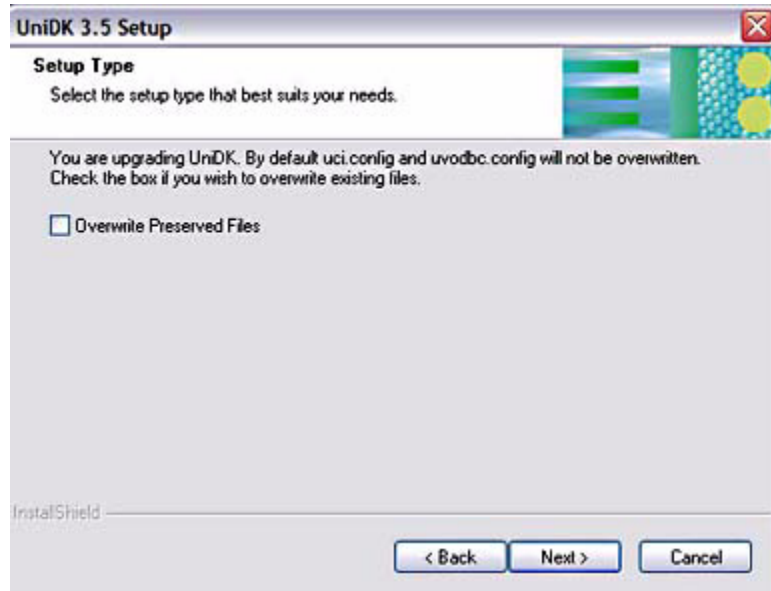 UniDK 3.5 Setup
Setup Type
Select the setup type that best suits your needs.
You are upgrading UniDK. By default uci.config and uvodbc.config will not be overwritten.
Check the box if you wish to overwrite existing files.
Overwrite Preserved Files
InstallShield
< Back Next > Cancel